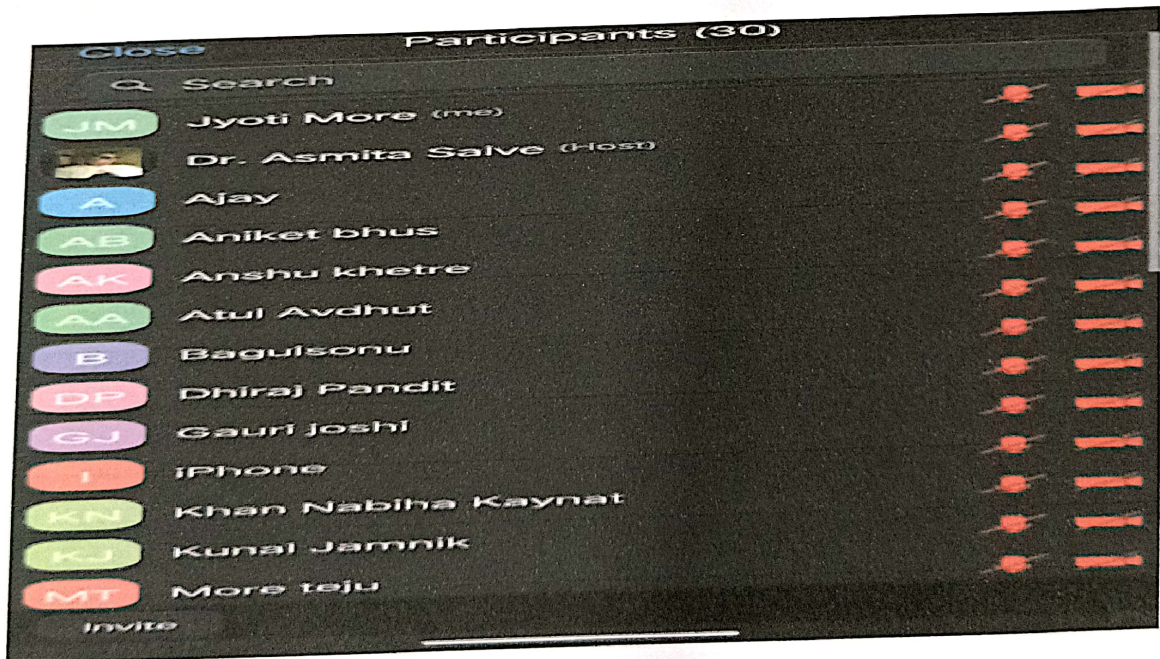 Close Participants (30)
Search
JM Jyoti More (me)
Dr. Asmita Salve (Host)
A Ajay
AB Aniket bhus
AK Anshu khetre
AA Atul Avdhut
B Baguisonu
DP Dhiraj Pandit
GJ Gauri joshi
I iPhone
KN Khan Nabiha Kaynat
KJ Kunal Jamnik
MT More teju
Invite